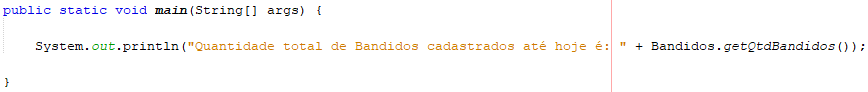 public static void main(String[] args) {
System.out.println("Quantidade total de Bandidos cadastrados até hoje é: " + Bandidos.getQtdBandidos());
}